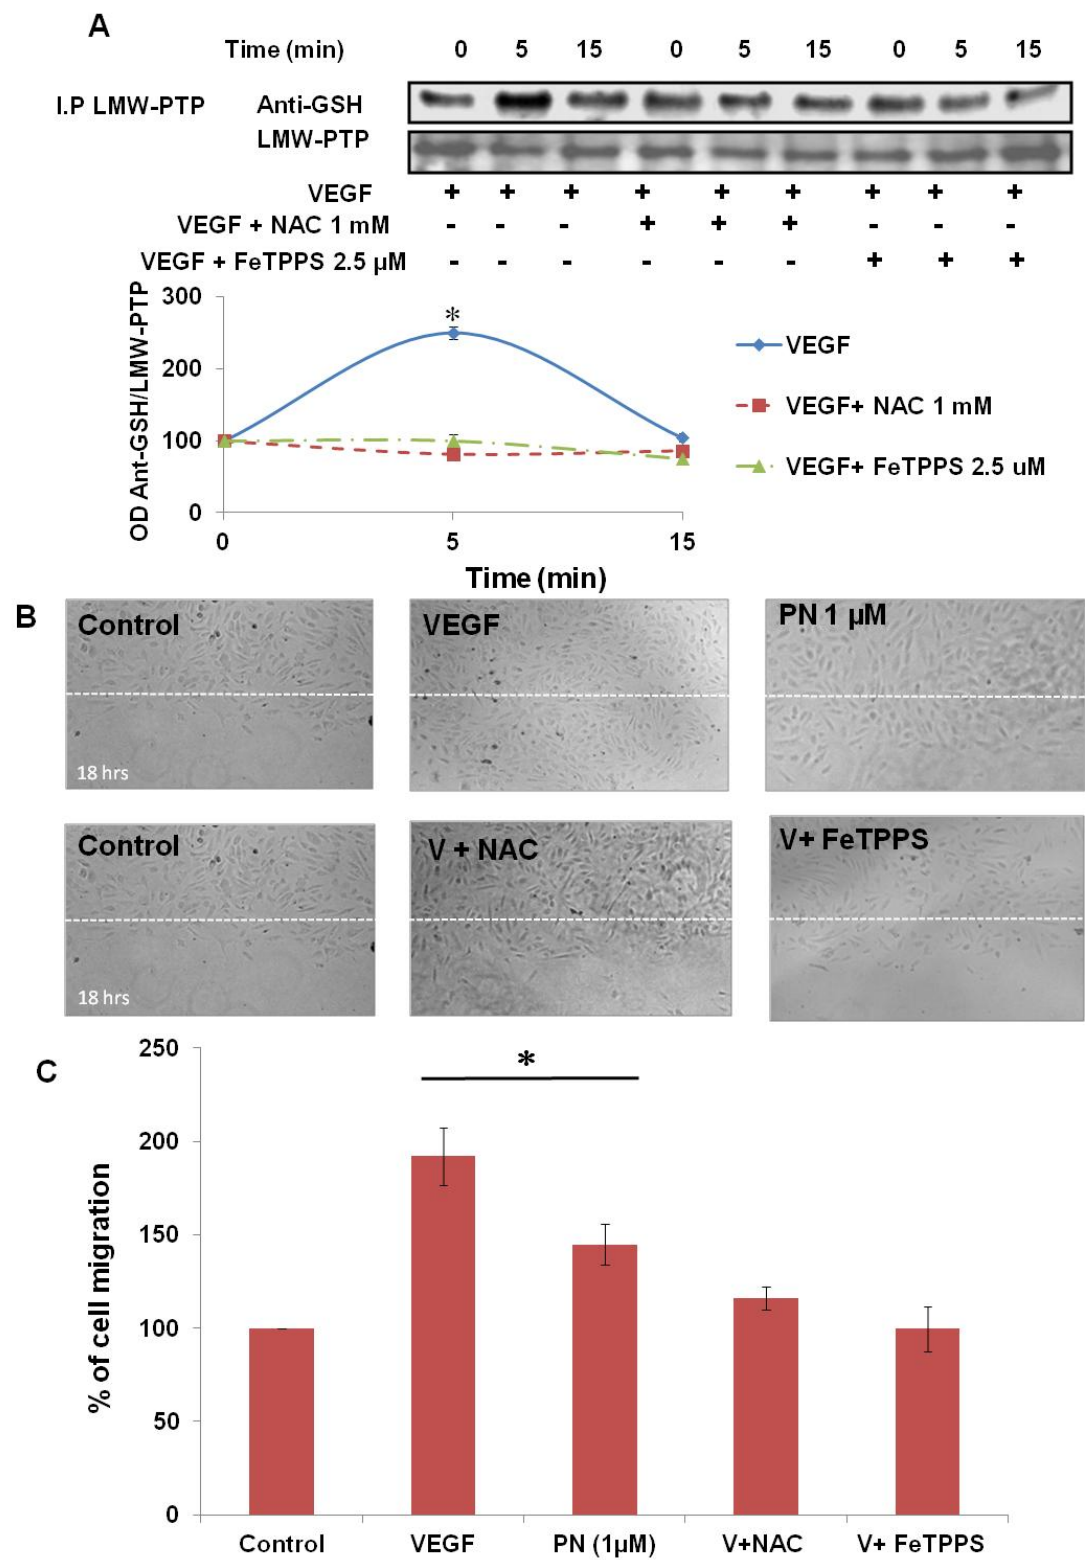 A
Time (min) 0 5 15 0 5 15 0 5 15
I.P LMW-PTP Anti-GSH
LMW-PTP
VEGF + + + + + + + + +
VEGF + NAC 1 mM - - - + + + - - -
VEGF + FeTPPS 2.5 µM - - - - - - + + +
OD Ant-GSH/LMW-PTP
300
200
100
0
*
0 5 15
Time (min)
VEGF
VEGF+ NAC 1 mM
VEGF+ FeTPPS 2.5 uM
B
Control
18 hrs
VEGF
PN 1 µM
Control
18 hrs
V + NAC
V+ FeTPPS
C
% of cell migration
250
200
150
100
50
0
*
Control VEGF PN (1µM) V+NAC V+ FeTPPS